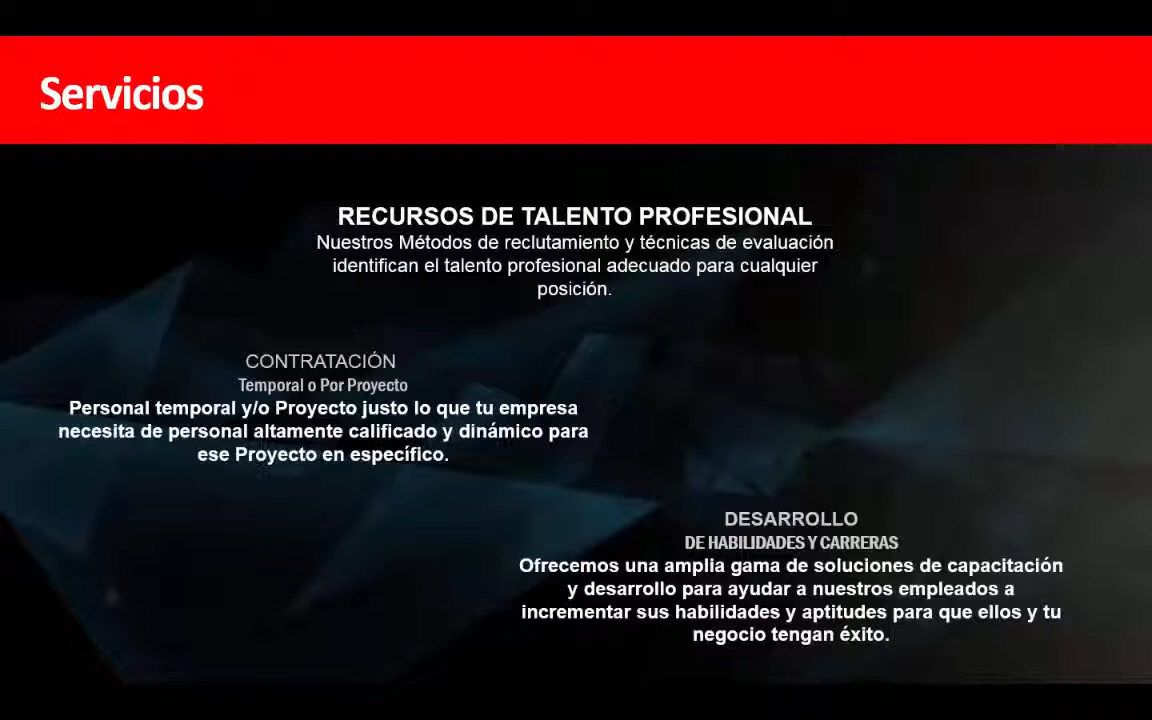 Servicios
RECURSOS DE TALENTO PROFESIONAL
Nuestros Métodos de reclutamiento y técnicas de evaluación
identifican el talento profesional adecuado para cualquier
posición.
CONTRATACIÓN
Temporal o Por Proyecto
Personal temporal y/o Proyecto justo lo que tu empresa
necesita de personal altamente calificado y dinámico para
ese Proyecto en específico.
DESARROLLO
DE HABILIDADES Y CARRERAS
Ofrecemos una amplia gama de soluciones de capacitación
y desarrollo para ayudar a nuestros empleados a
incrementar sus habilidades y aptitudes para que ellos y tu
negocio tengan éxito.